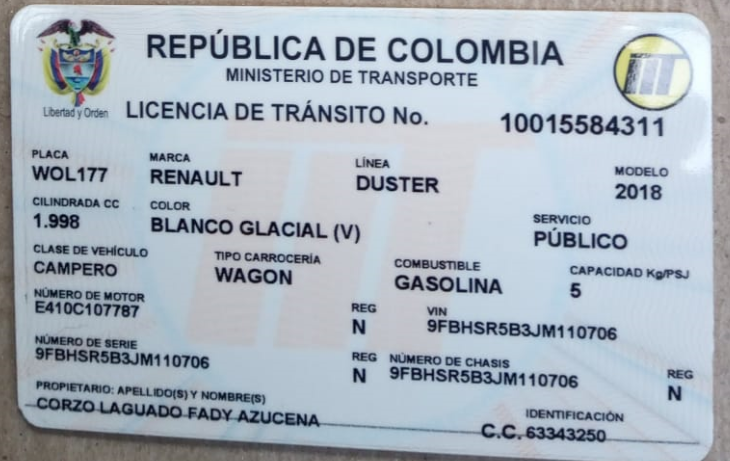 REPÚBLICA DE COLOMBIA
MINISTERIO DE TRANSPORTE
Libertad y Orden
LICENCIA DE TRÁNSITO No. 10015584311
PLACA MARCA LÍNEA MODELO
WOL177 RENAULT DUSTER 2018
CILINDRADA CC COLOR SERVICIO
1.998 BLANCO GLACIAL (V) PÚBLICO
CLASE DE VEHÍCULO TIPO CARROCERÍA COMBUSTIBLE CAPACIDAD Kg/PSJ
CAMPERO WAGON GASOLINA 5
NÚMERO DE MOTOR REG VIN
E410C107787 N 9FBHSR5B3JM110706
NÚMERO DE SERIE REG NÚMERO DE CHASIS REG
9FBHSR5B3JM110706 N 9FBHSR5B3JM110706 N
PROPIETARIO: APELLIDO(S) Y NOMBRE(S) IDENTIFICACIÓN
CORZO LAGUADO FADY AZUCENA C.C. 63343250